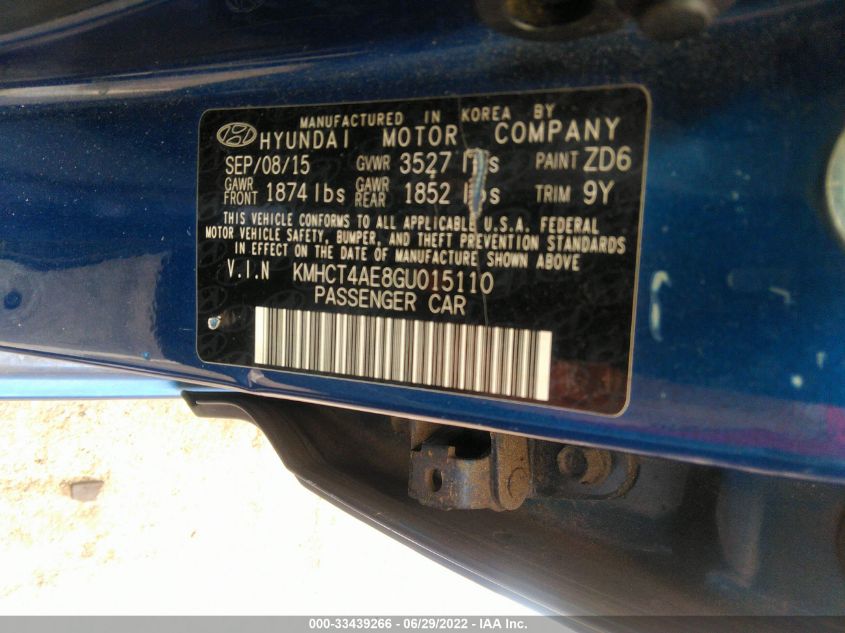 MANUFACTURED IN KOREA BY
HYUNDAI MOTOR COMPANY
SEP/08/15 GVWR 3527 lbs PAINT ZD6
GAWR FRONT 1874 lbs GAWR REAR 1852 lbs TRIM 9Y
THIS VEHICLE CONFORMS TO ALL APPLICABLE U.S.A. FEDERAL
MOTOR VEHICLE SAFETY, BUMPER, AND THEFT PREVENTION STANDARDS
IN EFFECT ON THE DATE OF MANUFACTURE SHOWN ABOVE
V.I.N KMHCT4AE8GU015110
PASSENGER CAR
000-33439266 - 06/29/2022 - IAA Inc.